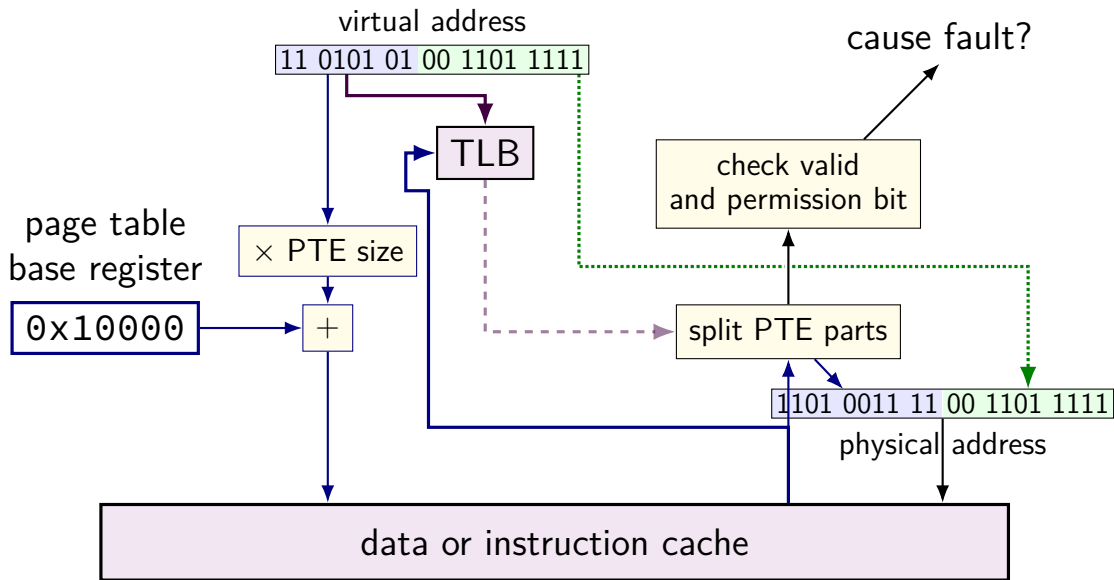 virtual address
11 0101 01 00 1101 1111
cause fault?
TLB
check valid
and permission bit
page table
base register
× PTE size
0x10000
+
split PTE parts
1101 0011 11 00 1101 1111
physical address
data or instruction cache